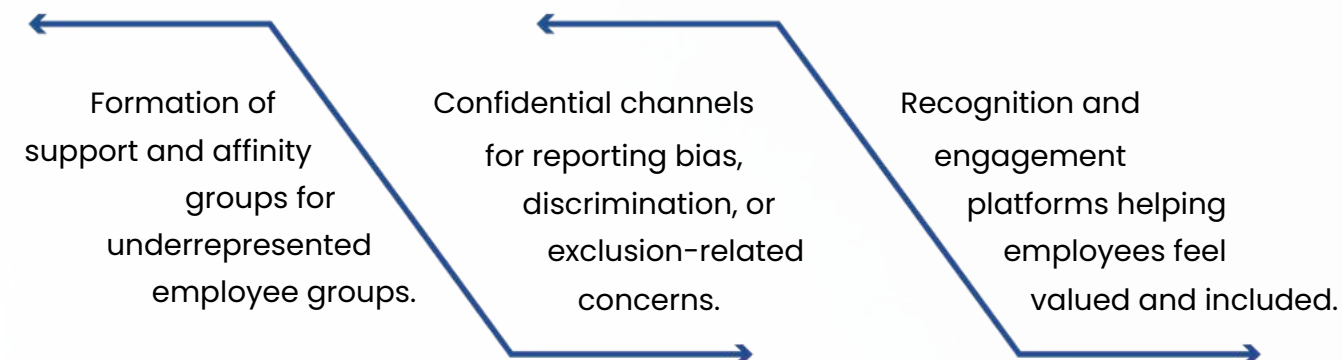 Formation of
support and affinity
groups for
underrepresented
employee groups.
Confidential channels
for reporting bias,
discrimination, or
exclusion-related
concerns.
Recognition and
engagement
platforms helping
employees feel
valued and included.